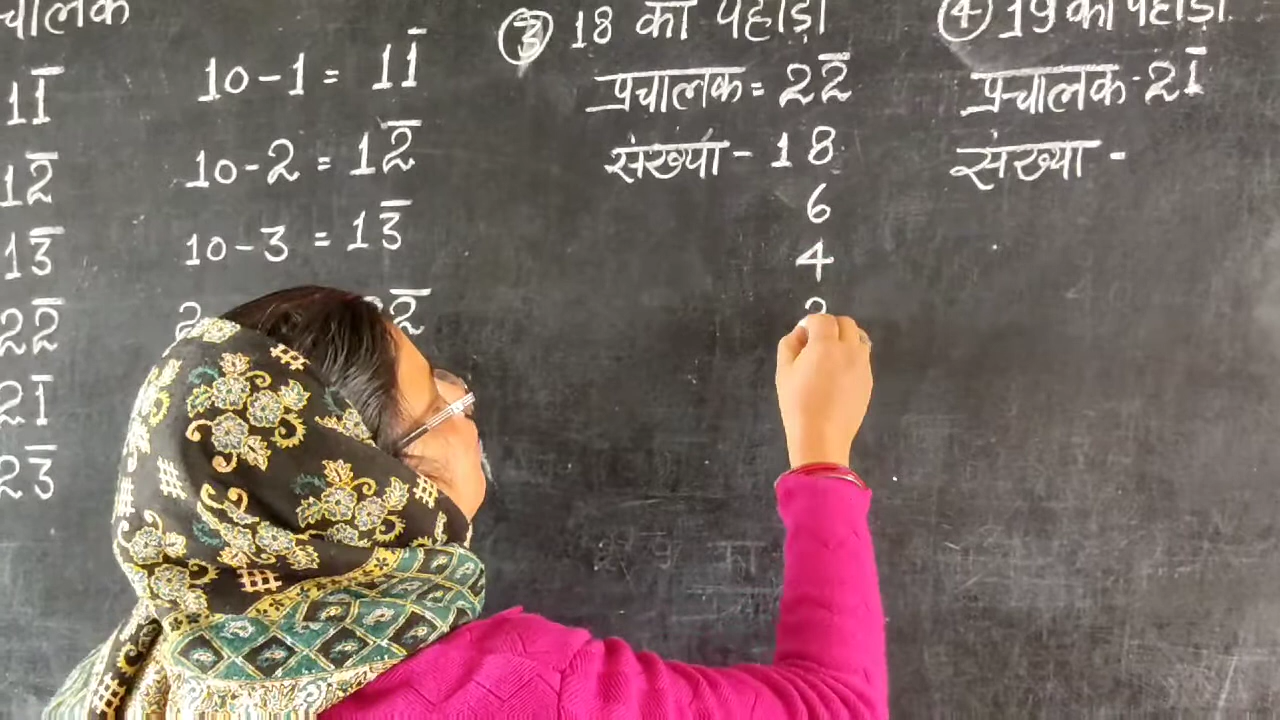 11̅
12̅
13̅
22̅
21̅
23̅
10-1 = 11̅
10-2 = 12̅
10-3 = 13̅
③ 18 का पहाड़ा
प्रचालक = 22̅
संख्या - 18
6
4
2
④ 19 का पहाड़ा
प्रचालक - 21̅
संख्या -